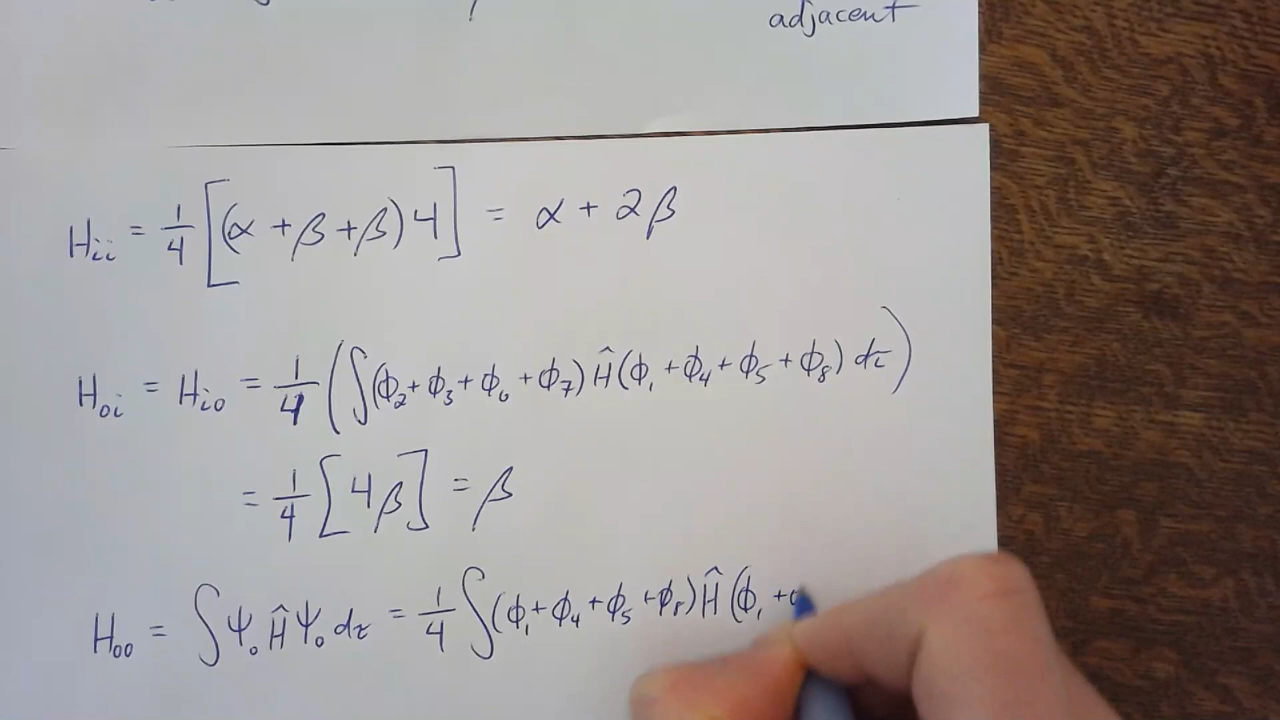 adjacent
H_ii = 1/4 [(α + β + β) 4] = α + 2β
H_oi = H_io = 1/4 (∫(ϕ_2 + ϕ_3 + ϕ_6 + ϕ_7) Ĥ (ϕ_1 + ϕ_4 + ϕ_5 + ϕ_8) dτ)
= 1/4 [4β] = β
H_oo = ∫ Ψ_o Ĥ Ψ_o dτ = 1/4 ∫(ϕ_1 + ϕ_4 + ϕ_5 + ϕ_8) Ĥ (ϕ_1 +